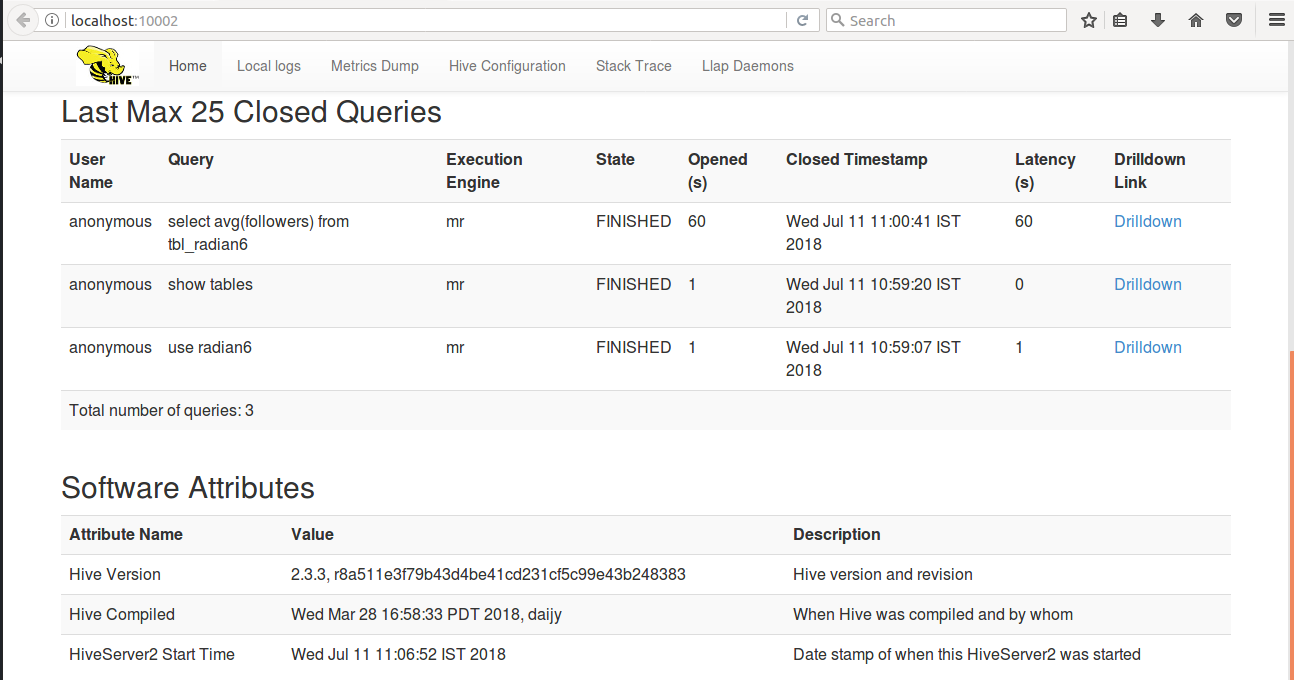 localhost:10002 Search
HIVE™ Home Local logs Metrics Dump Hive Configuration Stack Trace Llap Daemons
Last Max 25 Closed Queries
User Name Query Execution Engine State Opened (s) Closed Timestamp Latency (s) Drilldown Link
anonymous select avg(followers) from tbl_radian6 mr FINISHED 60 Wed Jul 11 11:00:41 IST 2018 60 Drilldown
anonymous show tables mr FINISHED 1 Wed Jul 11 10:59:20 IST 2018 0 Drilldown
anonymous use radian6 mr FINISHED 1 Wed Jul 11 10:59:07 IST 2018 1 Drilldown
Total number of queries: 3
Software Attributes
Attribute Name Value Description
Hive Version 2.3.3, r8a511e3f79b43d4be41cd231cf5c99e43b248383 Hive version and revision
Hive Compiled Wed Mar 28 16:58:33 PDT 2018, daijy When Hive was compiled and by whom
HiveServer2 Start Time Wed Jul 11 11:06:52 IST 2018 Date stamp of when this HiveServer2 was started